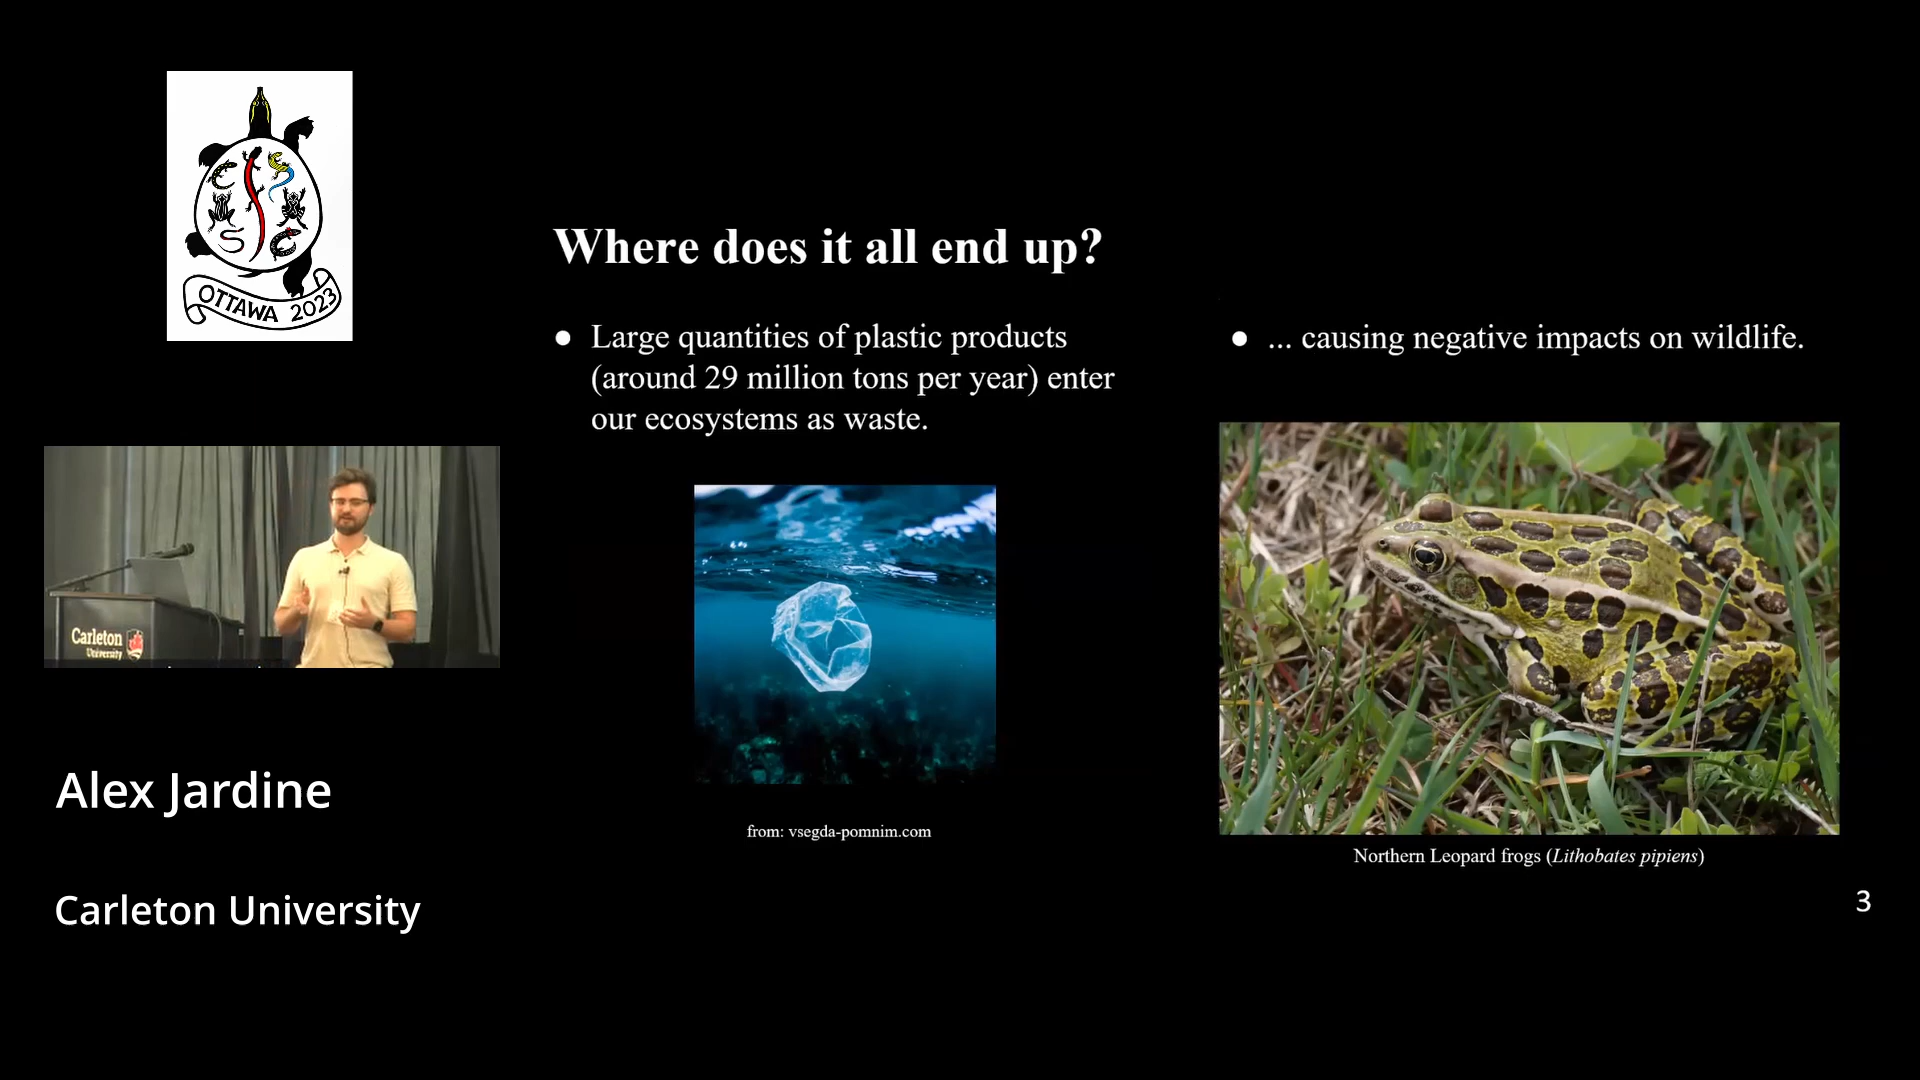 OTTAWA 2023
Where does it all end up?
● Large quantities of plastic products
(around 29 million tons per year) enter
our ecosystems as waste.
● ... causing negative impacts on wildlife.
Carleton
University
from: vsegda-pomnim.com
Northern Leopard frogs (Lithobates pipiens)
Alex Jardine
Carleton University
3